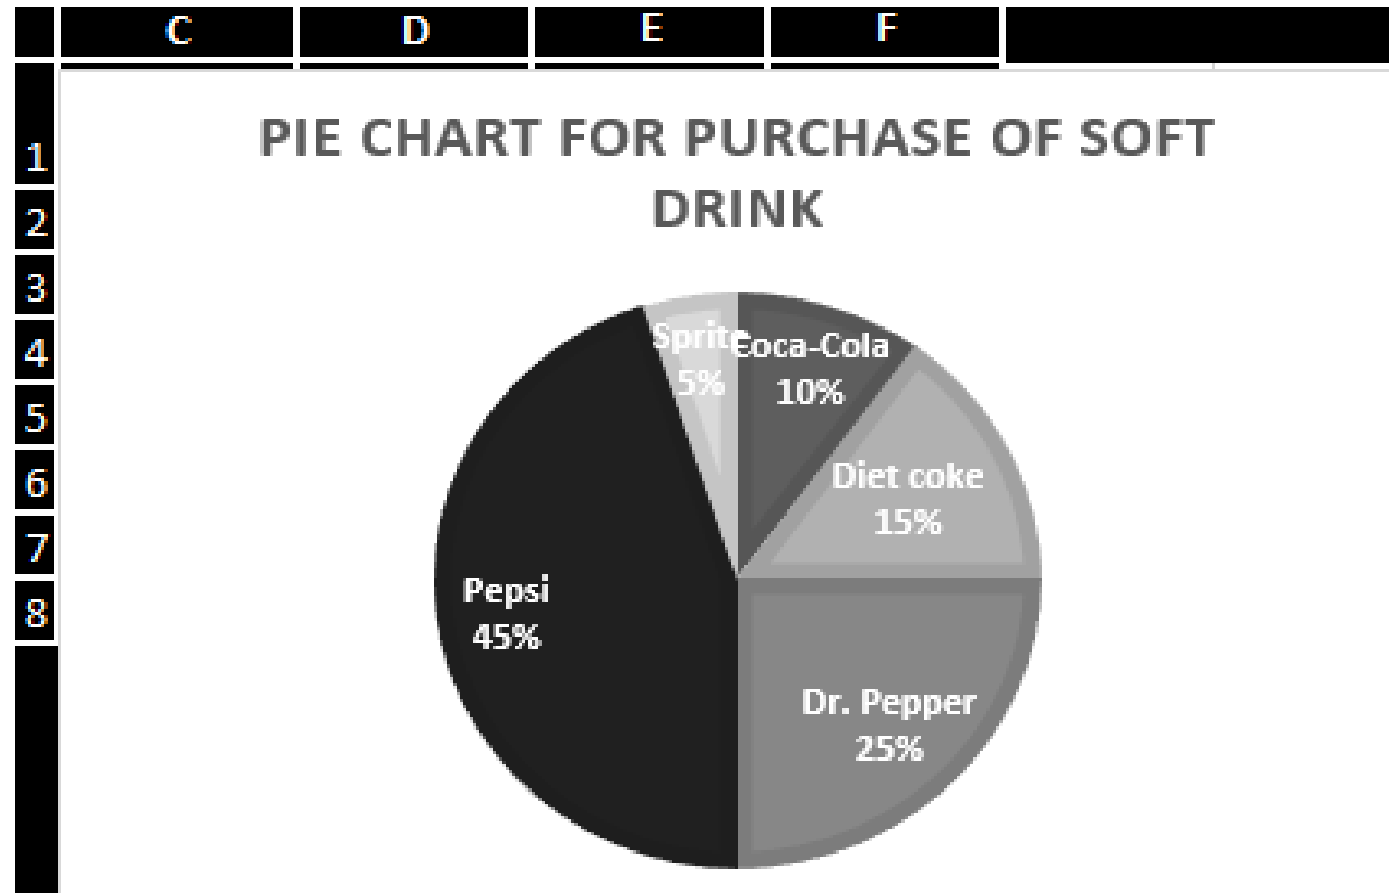 C D E F
1
2
3
4
5
6
7
8
PIE CHART FOR PURCHASE OF SOFT
DRINK
Sprite
5%
Coca-Cola
10%
Diet coke
15%
Pepsi
45%
Dr. Pepper
25%